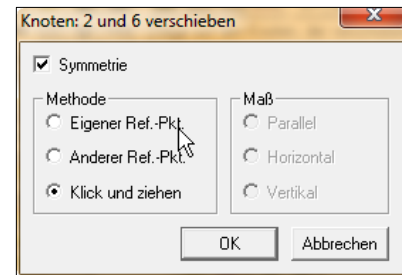 Knoten: 2 und 6 verschieben
Symmetrie
Methode
Eigener Ref.-Pkt.
Anderer Ref.-Pkt.
Klick und ziehen
Maß
Parallel
Horizontal
Vertikal
OK
Abbrechen